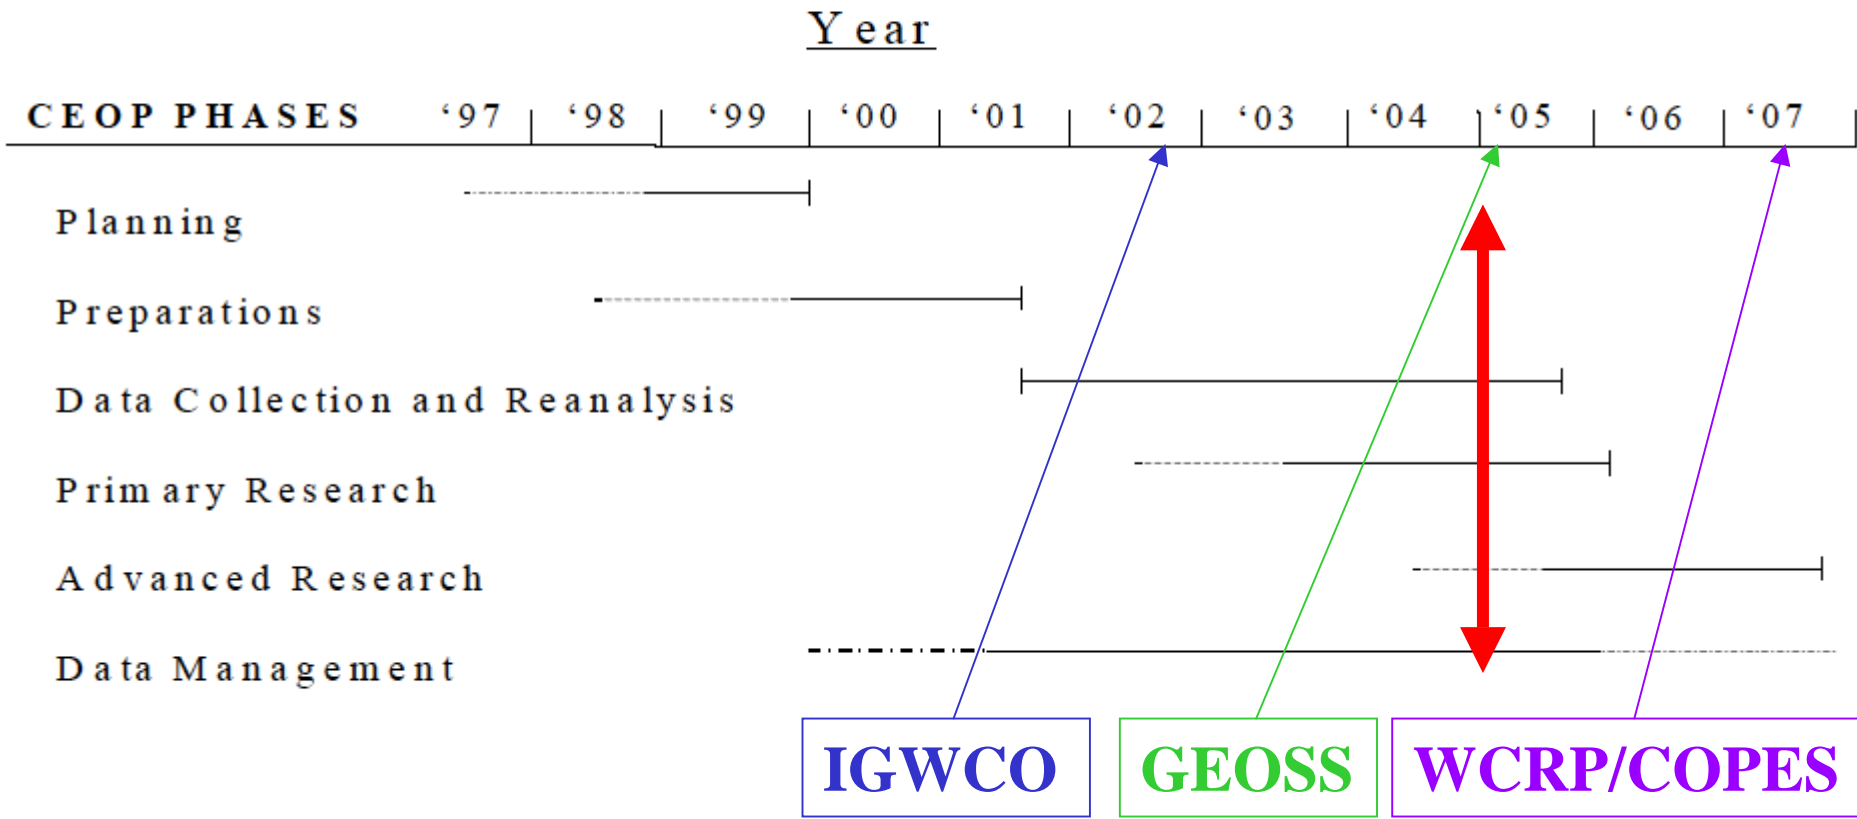 Year
CEOP PHASES ‘97 ‘98 ‘99 ‘00 ‘01 ‘02 ‘03 ‘04 ‘05 ‘06 ‘07
Planning
Preparations
Data Collection and Reanalysis
Primary Research
Advanced Research
Data Management
IGWCO GEOSS WCRP/COPES